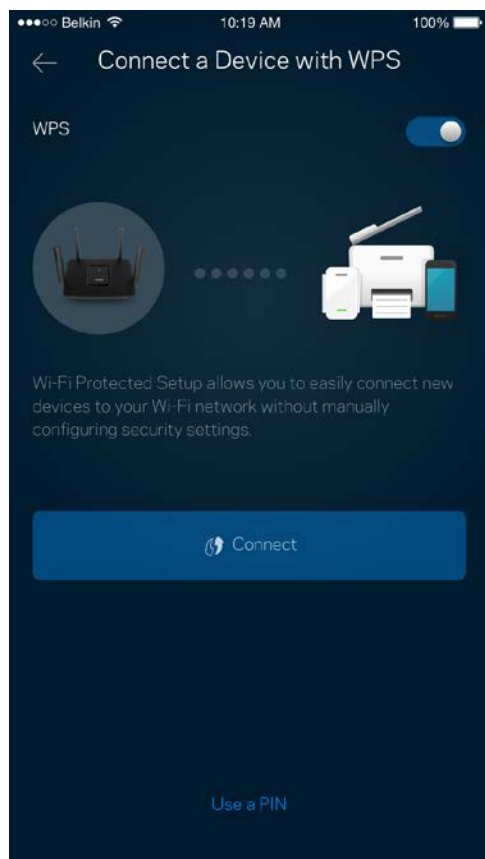 Belkin 10:19 AM 100%
Connect a Device with WPS
WPS
Wi-Fi Protected Setup allows you to easily connect new
devices to your Wi-Fi network without manually
configuring security settings.
Connect
Use a PIN